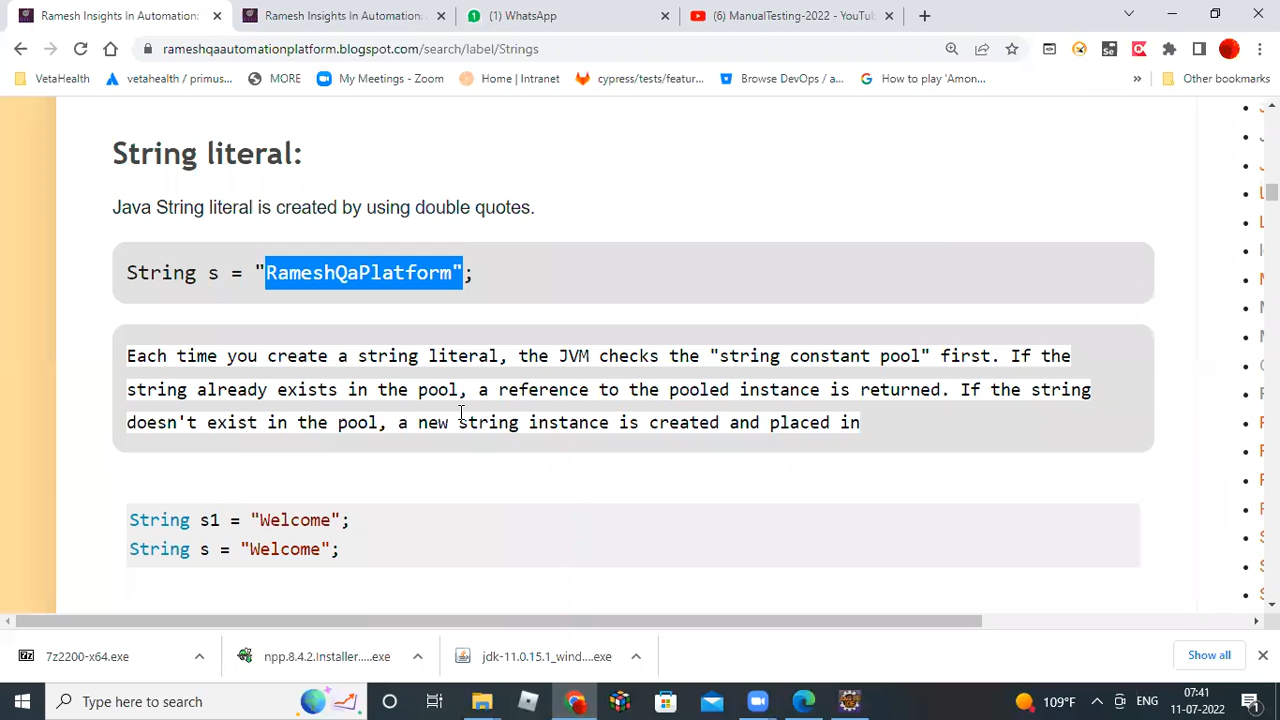 Ramesh Insights In Automation:
Ramesh Insights In Automation:
(1) WhatsApp
(6) ManualTesting-2022 - YouTu
rameshqaautomationplatform.blogspot.com/search/label/Strings
VetaHealth
vetahealth / primus...
MORE
My Meetings - Zoom
Home | Intranet
cypress/tests/featur...
Browse DevOps / a...
How to play 'Amon...
»
Other bookmarks
String literal:
Java String literal is created by using double quotes.
String s = "RameshQaPlatform";
Each time you create a string literal, the JVM checks the "string constant pool" first. If the
string already exists in the pool, a reference to the pooled instance is returned. If the string
doesn't exist in the pool, a new string instance is created and placed in
String s1 = "Welcome";
String s = "Welcome";
7z2200-x64.exe
npp.8.4.2.Installer.....exe
jdk-11.0.15.1_wind....exe
Show all
Type here to search
109°F
ENG
07:41
11-07-2022